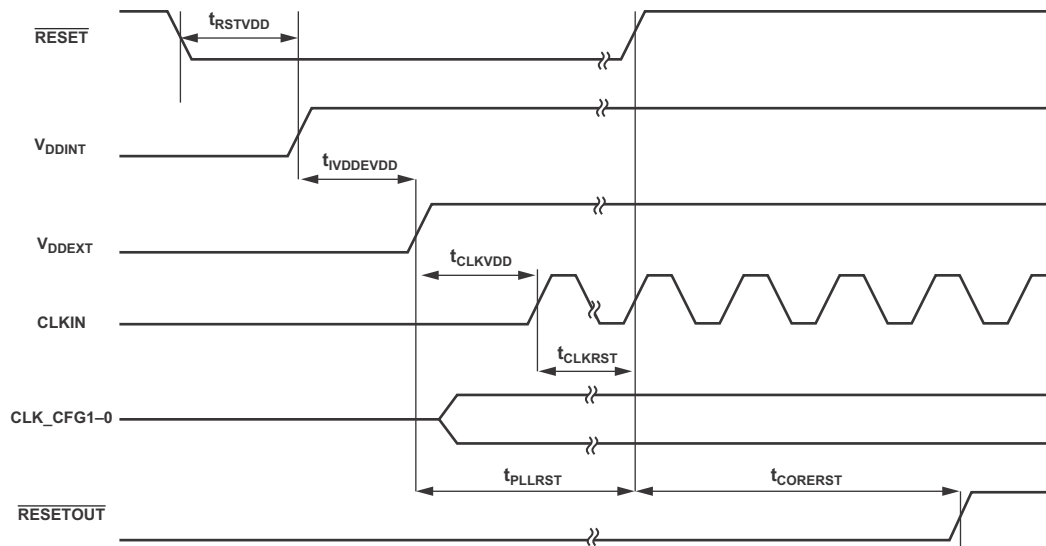 RESET
tRSTVDD
VDDINT
tIVDDEVDD
VDDEXT
tCLKVDD
CLKIN
tCLKRST
CLK_CFG1–0
tPLLRST
tCORERST
RESETOUT